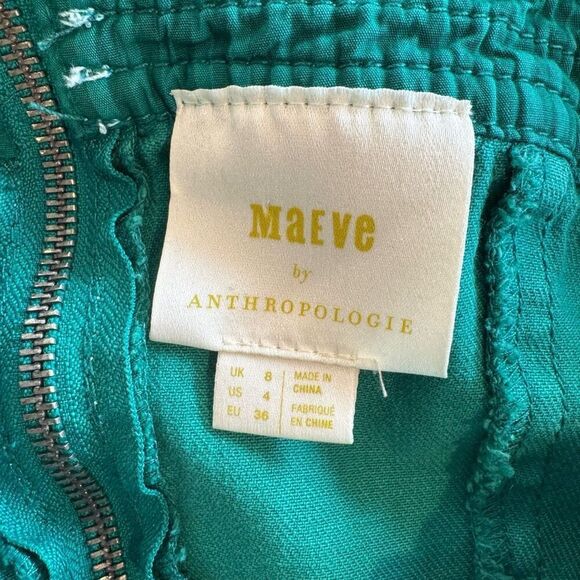 MaEVe
by
ANTHROPOLOGIE
UK 8
US 4
EU 36
MADE IN
CHINA
FABRIQUÉ
EN CHINE